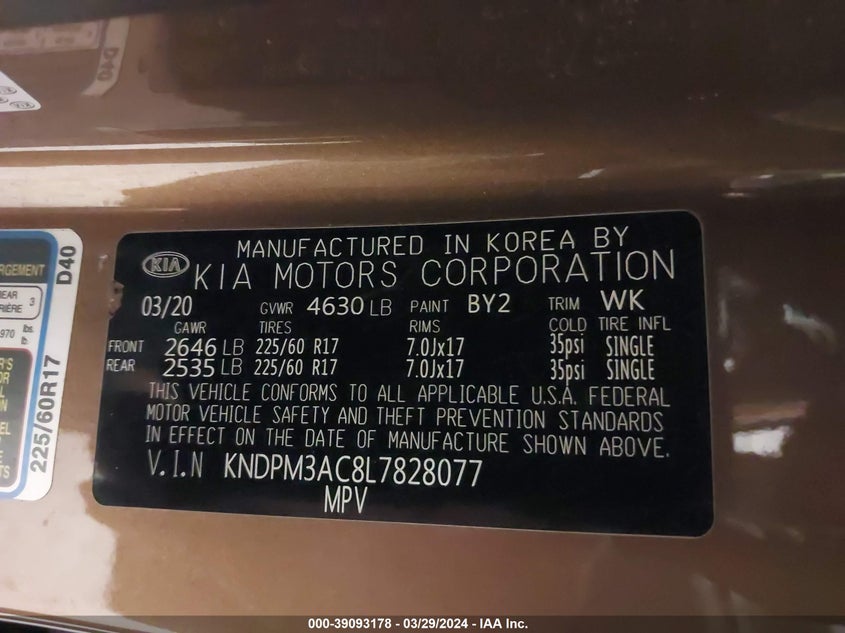 D40
MANUFACTURED IN KOREA BY
KIA KIA MOTORS CORPORATION
03/20 GVWR 4630 LB PAINT BY2 TRIM WK
GAWR TIRES RIMS COLD TIRE INFL
FRONT 2646 LB 225/60 R17 7.0Jx17 35psi SINGLE
REAR 2535 LB 225/60 R17 7.0Jx17 35psi SINGLE
THIS VEHICLE CONFORMS TO ALL APPLICABLE U.S.A. FEDERAL
MOTOR VEHICLE SAFETY AND THEFT PREVENTION STANDARDS
IN EFFECT ON THE DATE OF MANUFACTURE SHOWN ABOVE.
V.I.N KNDPM3AC8L7828077
MPV
D40
225/60R17
3
970 lbs.
000-39093178 - 03/29/2024 - IAA Inc.